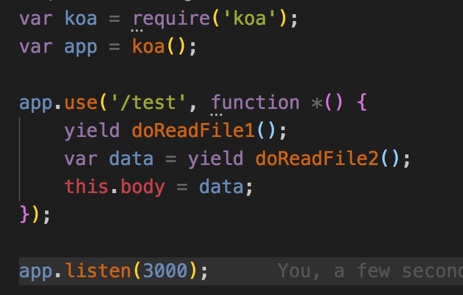 var koa = require('koa');
var app = koa();
app.use('/test', function *() {
yield doReadFile1();
var data = yield doReadFile2();
this.body = data;
});
app.listen(3000); You, a few second